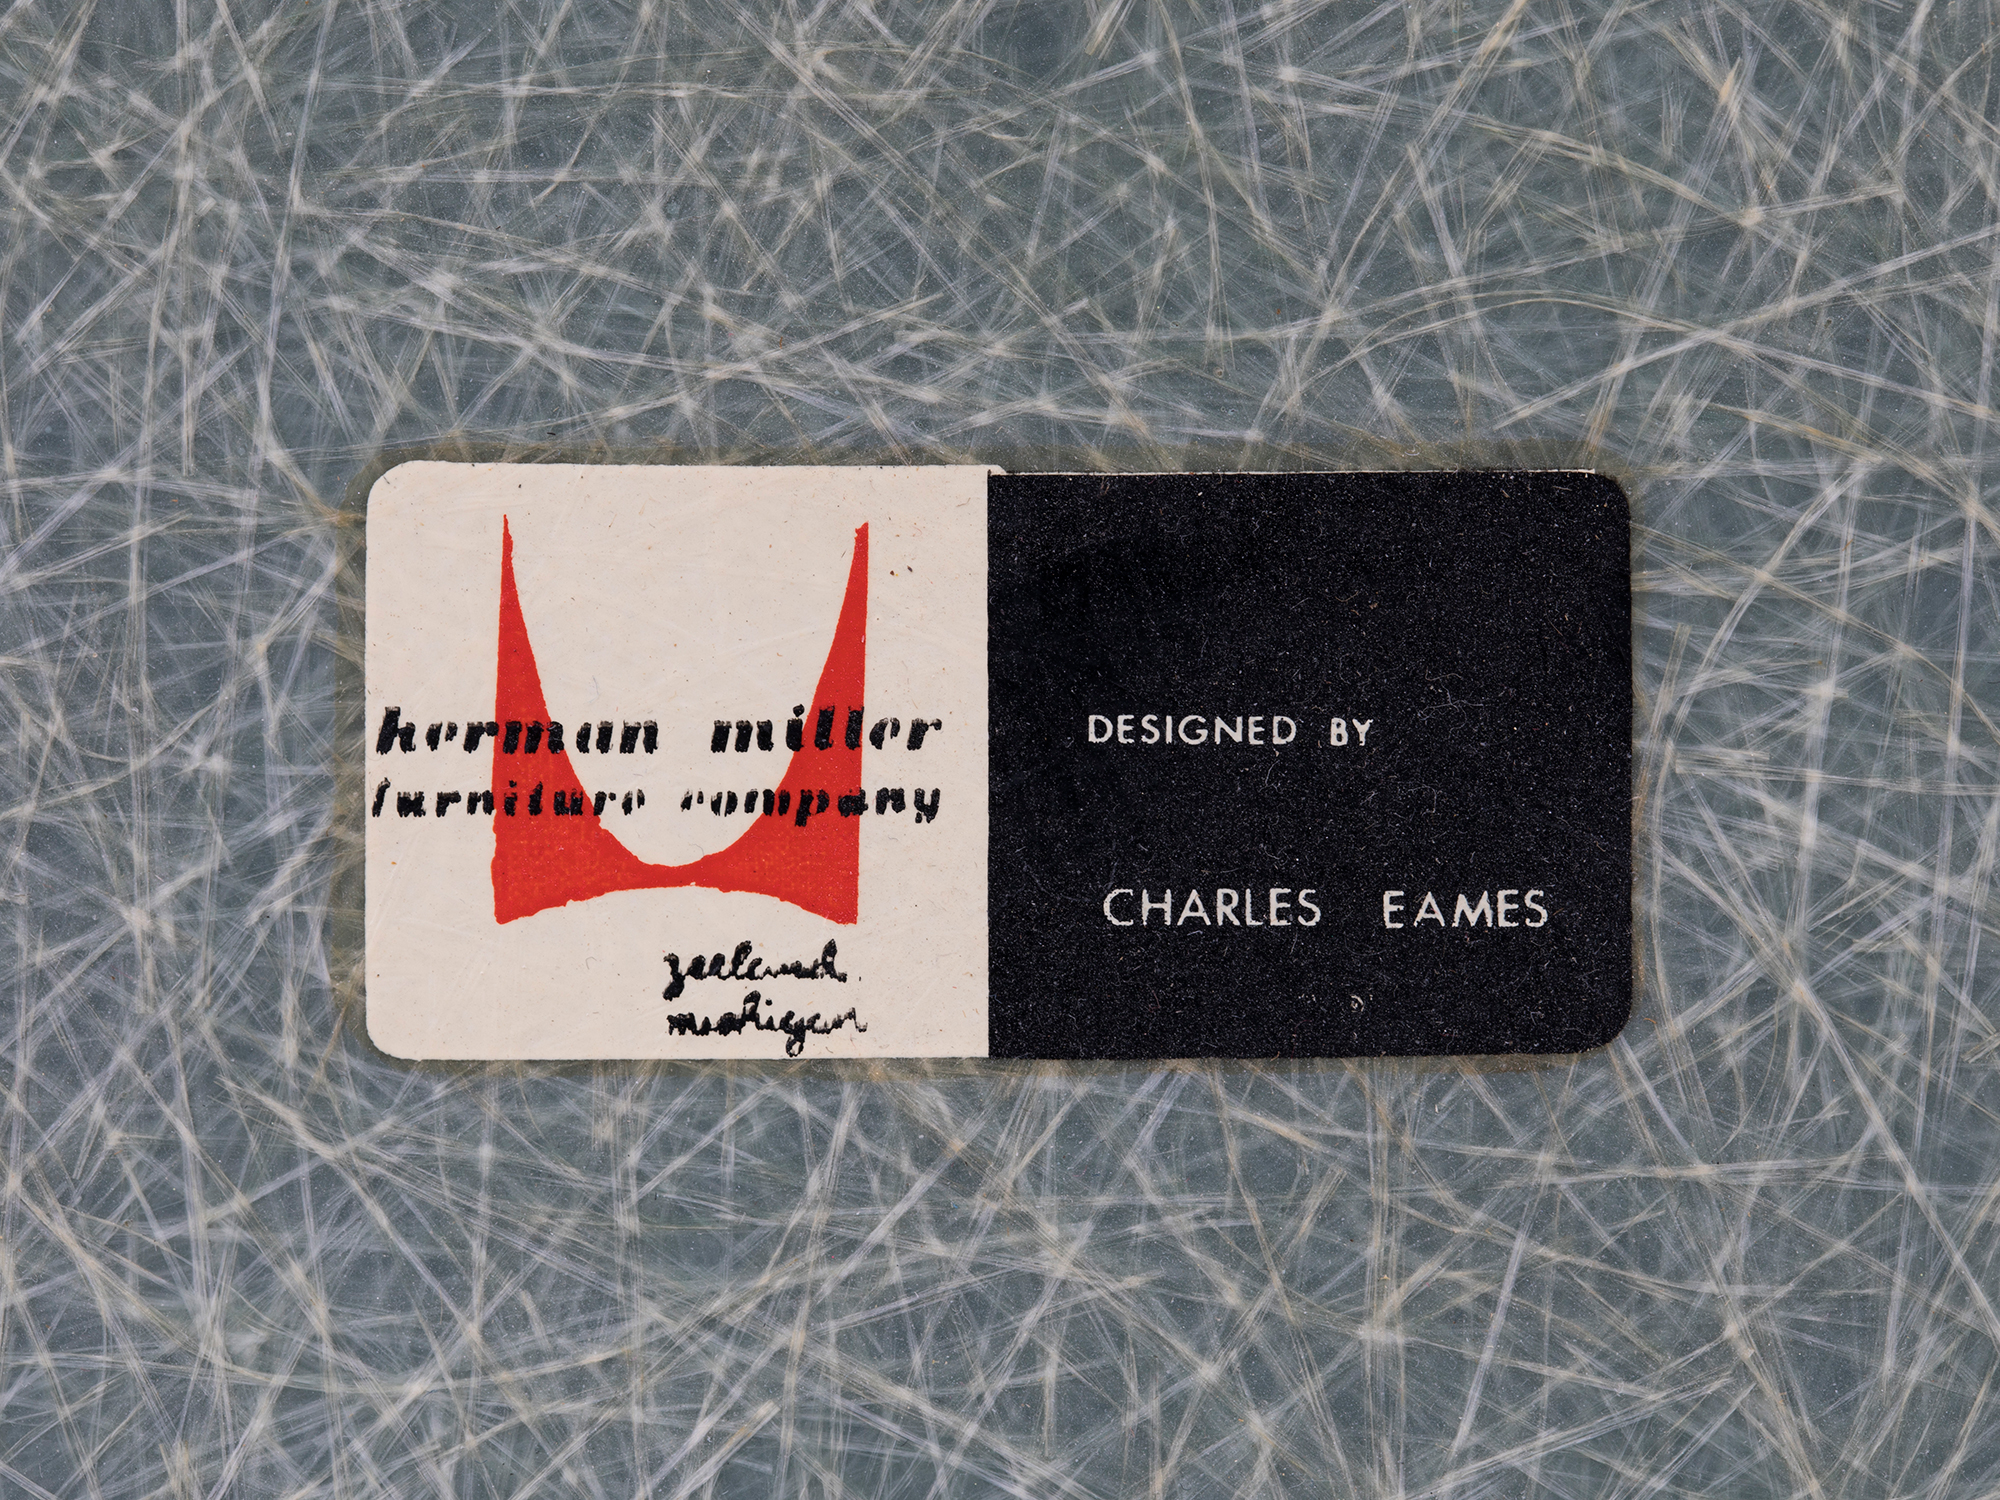 herman miller
furniture company
zeeland
michigan
DESIGNED BY
CHARLES EAMES